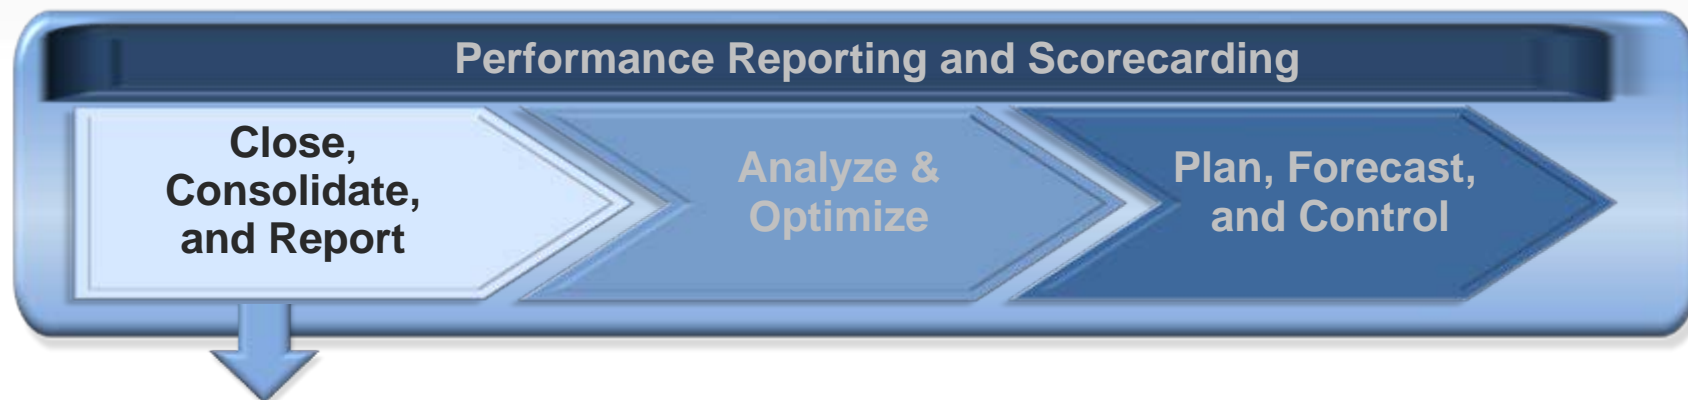 Performance Reporting and Scorecarding
Close,
Consolidate,
and Report
Analyze &
Optimize
Plan, Forecast,
and Control